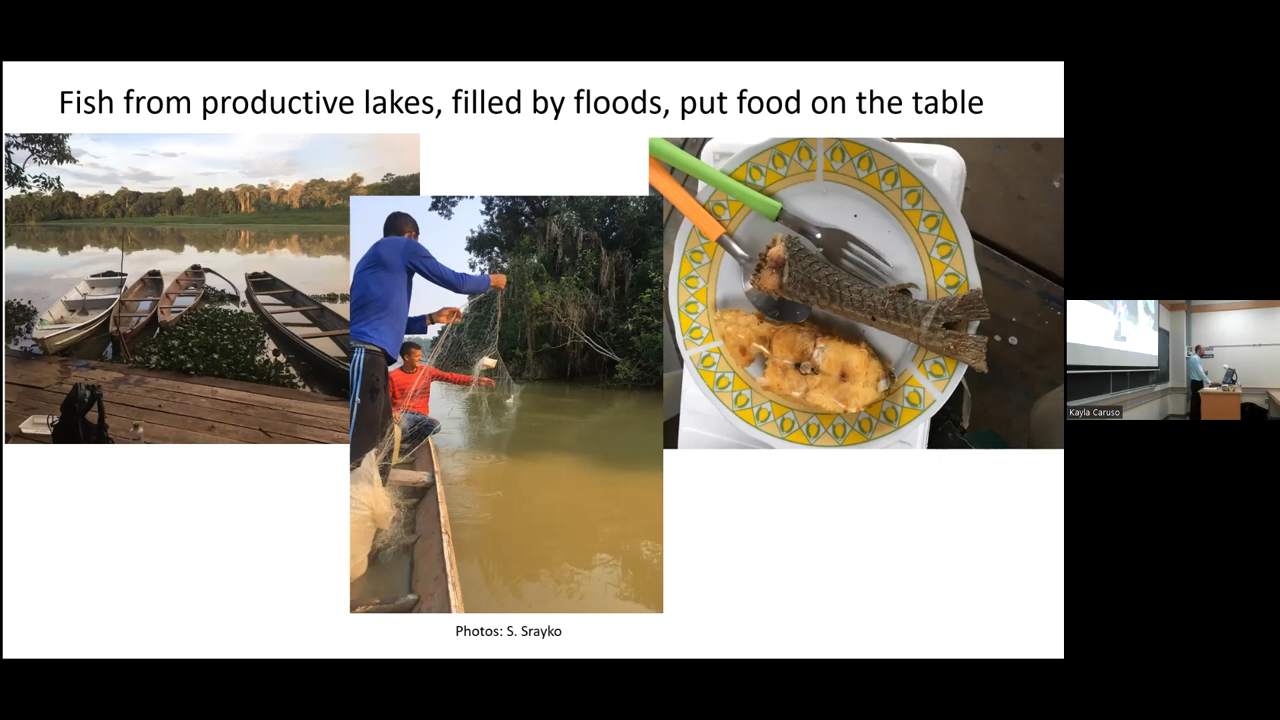 Fish from productive lakes, filled by floods, put food on the table
Photos: S. Srayko
Kayla Caruso